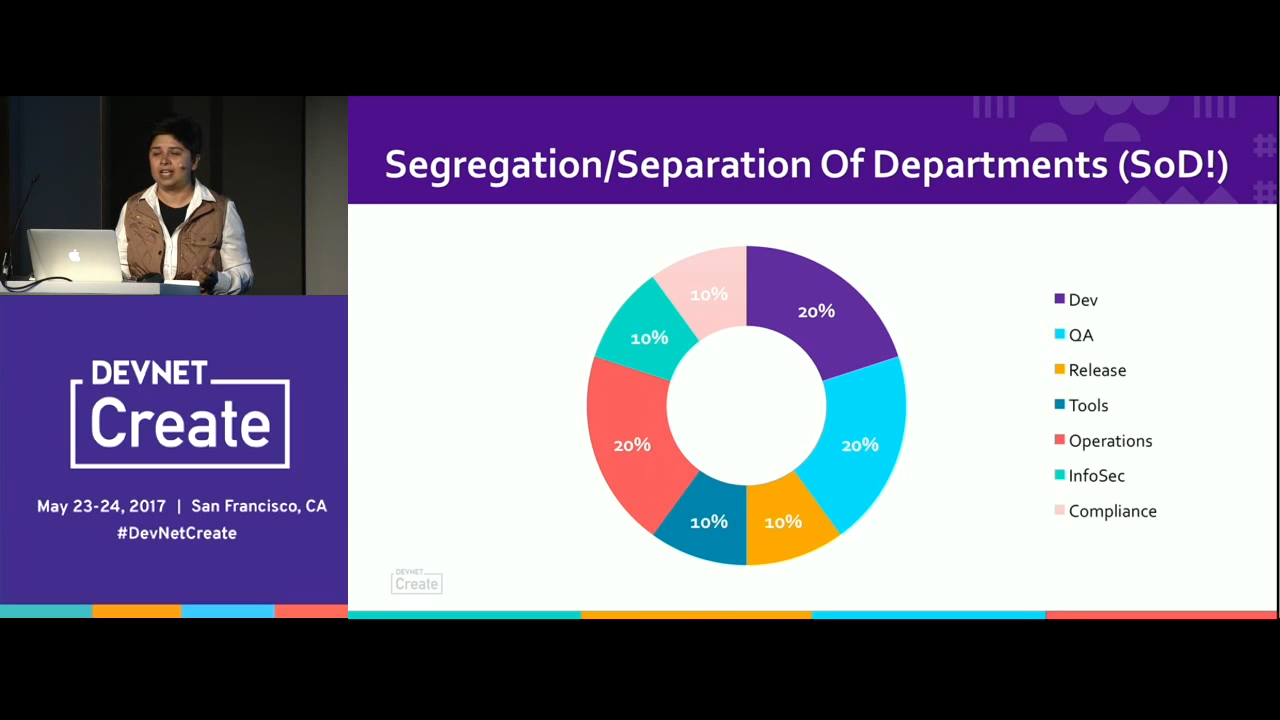 Segregation/Separation Of Departments (SoD!)
10%
20%
10%
20%
20%
10%
10%
Dev
QA
Release
Tools
Operations
InfoSec
Compliance
DEVNET
Create
DEVNET
Create
May 23-24, 2017 | San Francisco, CA
#DevNetCreate